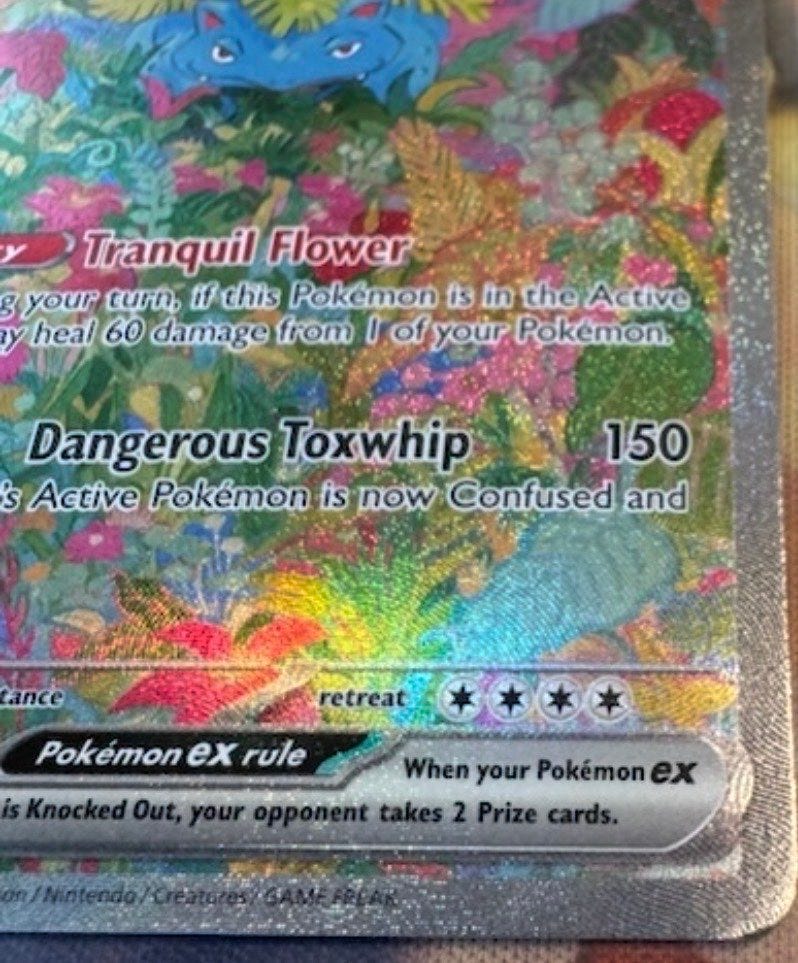 y Tranquil Flower
g your turn, if this Pokémon is in the Active
ay heal 60 damage from 1 of your Pokémon.
Dangerous Toxwhip 150
's Active Pokémon is now Confused and
tance retreat
Pokémon ex rule When your Pokémon ex
is Knocked Out, your opponent takes 2 Prize cards.
on / Nintendo / Creatures / GAME FREAK